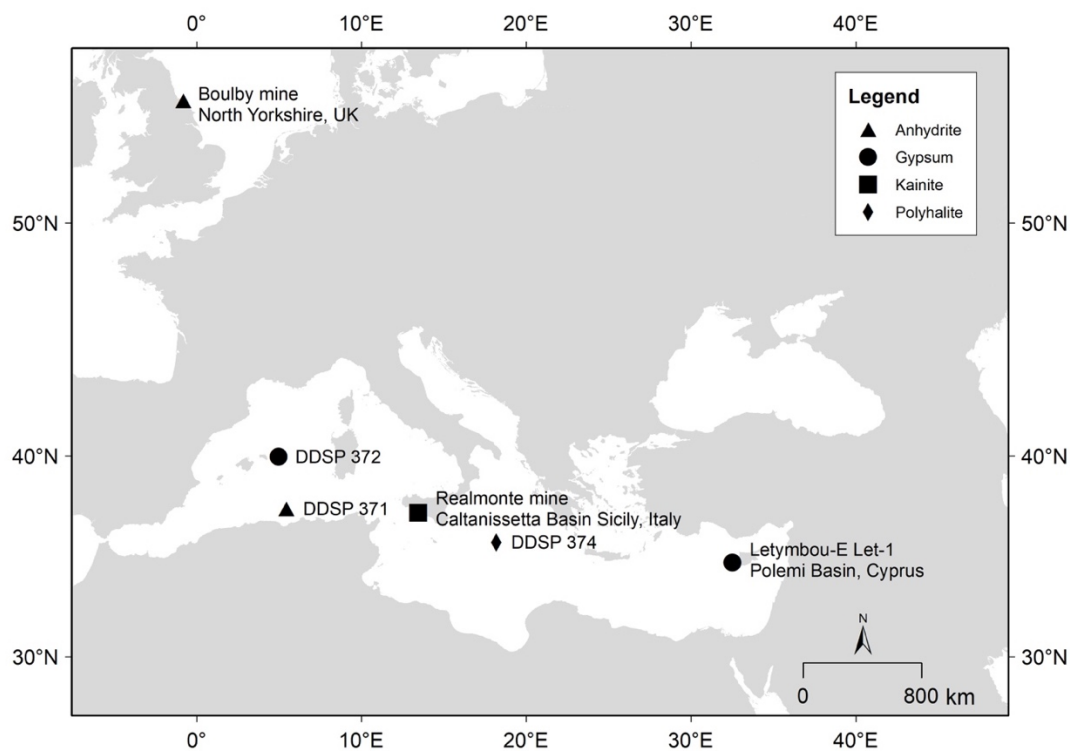 0° 10°E 20°E 30°E 40°E
Boulby mine
North Yorkshire, UK
Legend
Anhydrite
Gypsum
Kainite
Polyhalite
50°N 50°N
40°N 40°N
DDSP 372
DDSP 371
Realmonte mine
Caltanissetta Basin Sicily, Italy
DDSP 374
Letymbou-E Let-1
Polemi Basin, Cyprus
N
30°N 30°N
0 800 km
0° 10°E 20°E 30°E 40°E